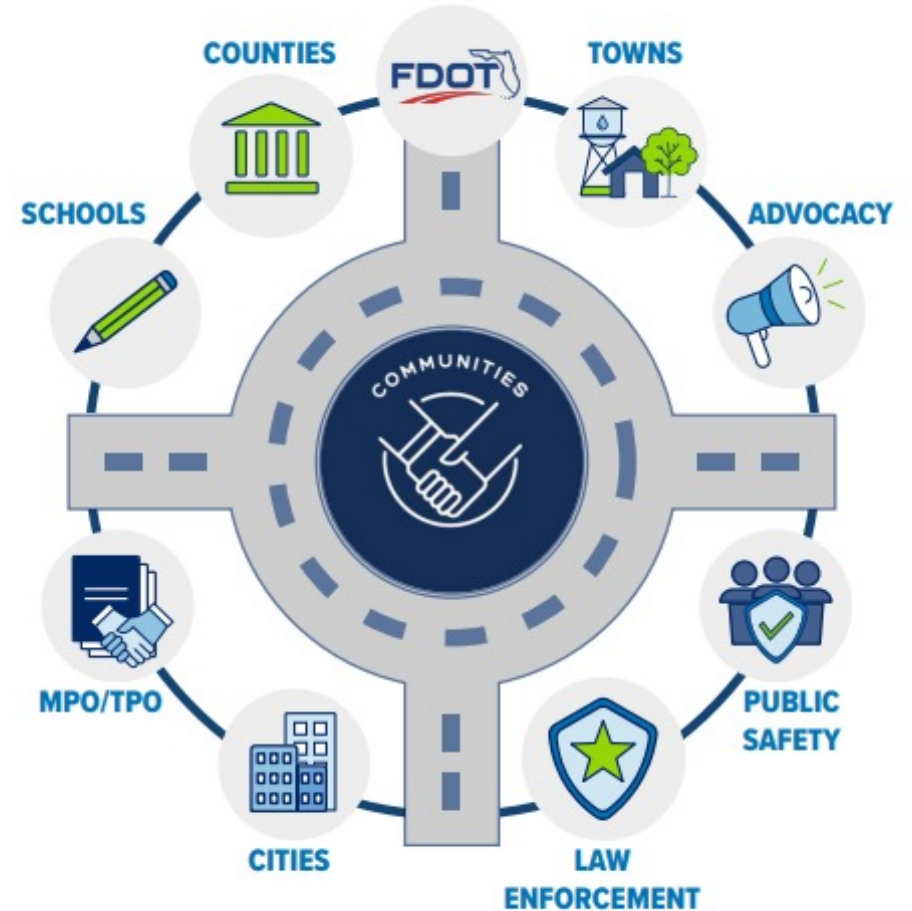 COUNTIES
FDOT
TOWNS
SCHOOLS
ADVOCACY
COMMUNITIES
MPO/TPO
PUBLIC
SAFETY
CITIES
LAW
ENFORCEMENT